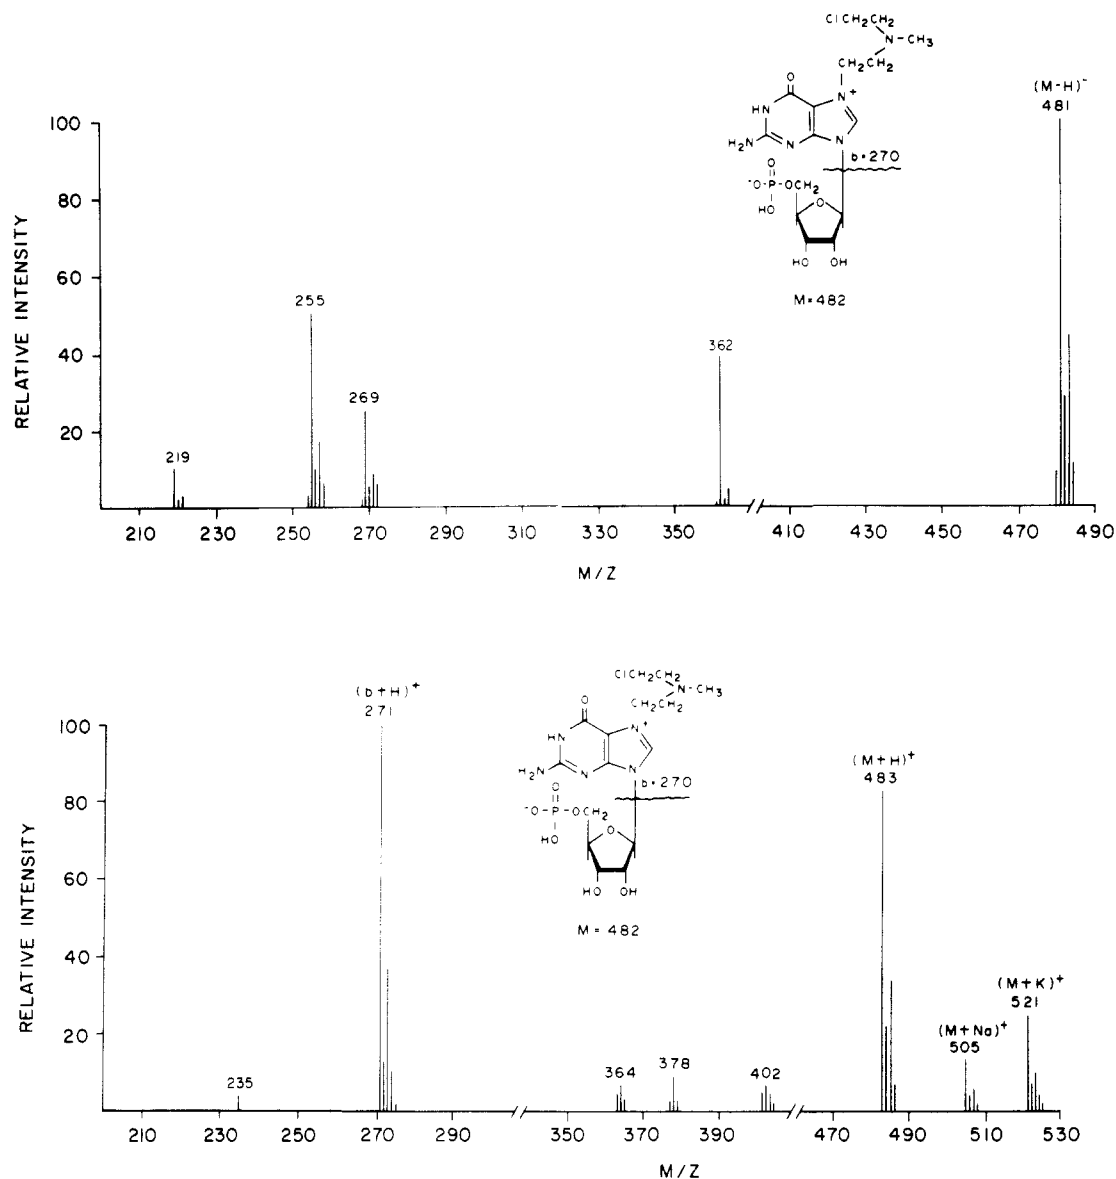 ClCH₂CH₂
N–CH₃
CH₂CH₂
O
N⁺
HN
H₂N N N
b•270
O
⁻O–P–OCH₂
O
HO
HO OH
M=482
(M-H)⁻
481
255
269
219
362
RELATIVE INTENSITY
100
80
60
40
20
210 230 250 270 290 310 330 350 410 430 450 470 490
M/Z
(b+H)⁺
271
ClCH₂CH₂
N–CH₃
CH₂CH₂
O
N⁺
HN
H₂N N N
b•270
O
⁻O–P–OCH₂
O
HO
HO OH
M = 482
(M+H)⁺
483
(M+Na)⁺
505
(M+K)⁺
521
235
364
378
402
RELATIVE INTENSITY
100
80
60
40
20
210 230 250 270 290 350 370 390 470 490 510 530
M/Z